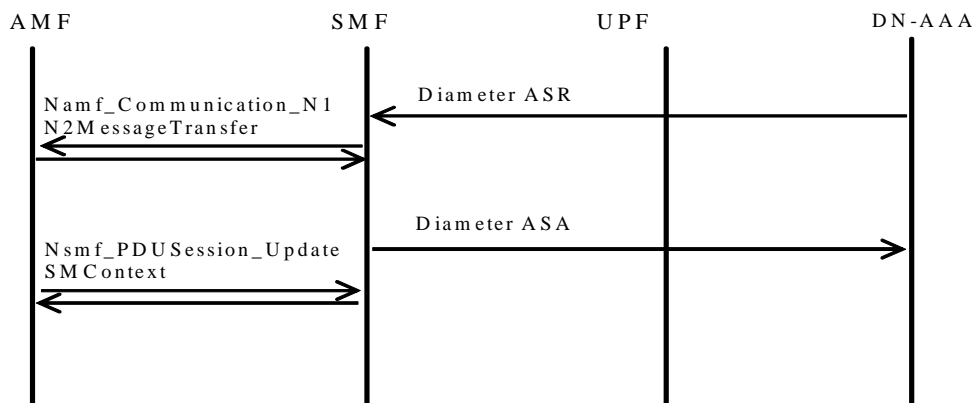 AMF SMF UPF DN-AAA
Diameter ASR
Namf_Communication_N1
N2MessageTransfer
Diameter ASA
Nsmf_PDUSession_Update
SMContext